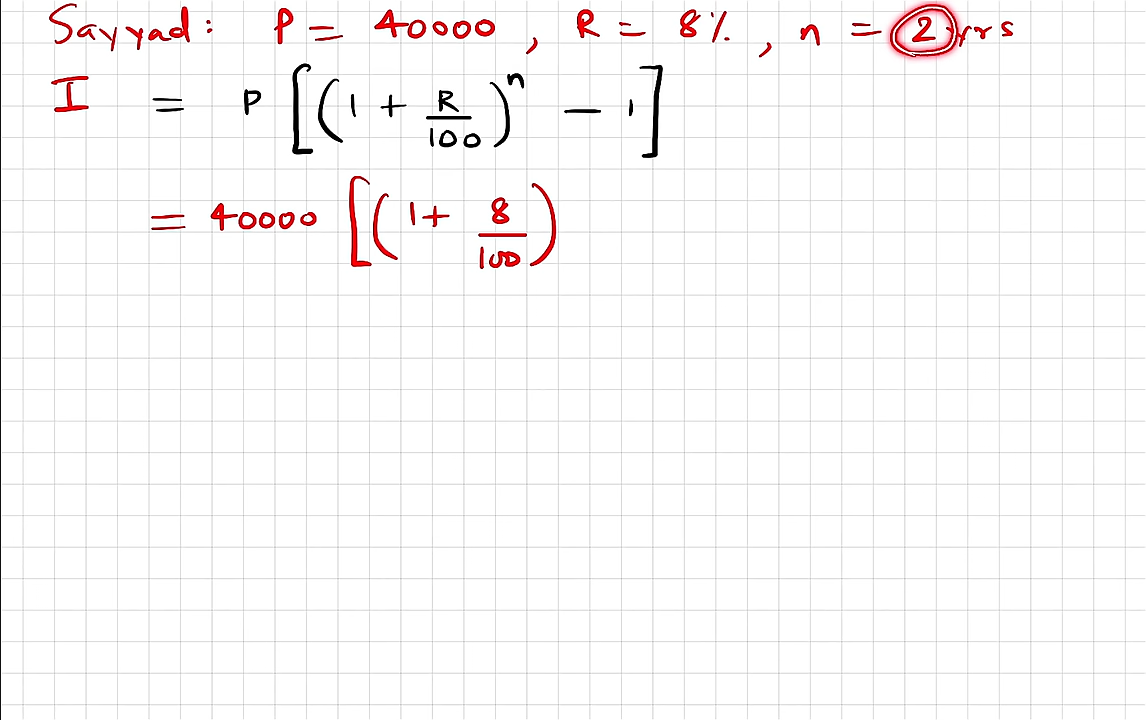 Sayyad: P = 40000, R = 8%, n = 2 yrs
I = P [(1 + R/100)^n - 1]
= 40000 [(1 + 8/100)